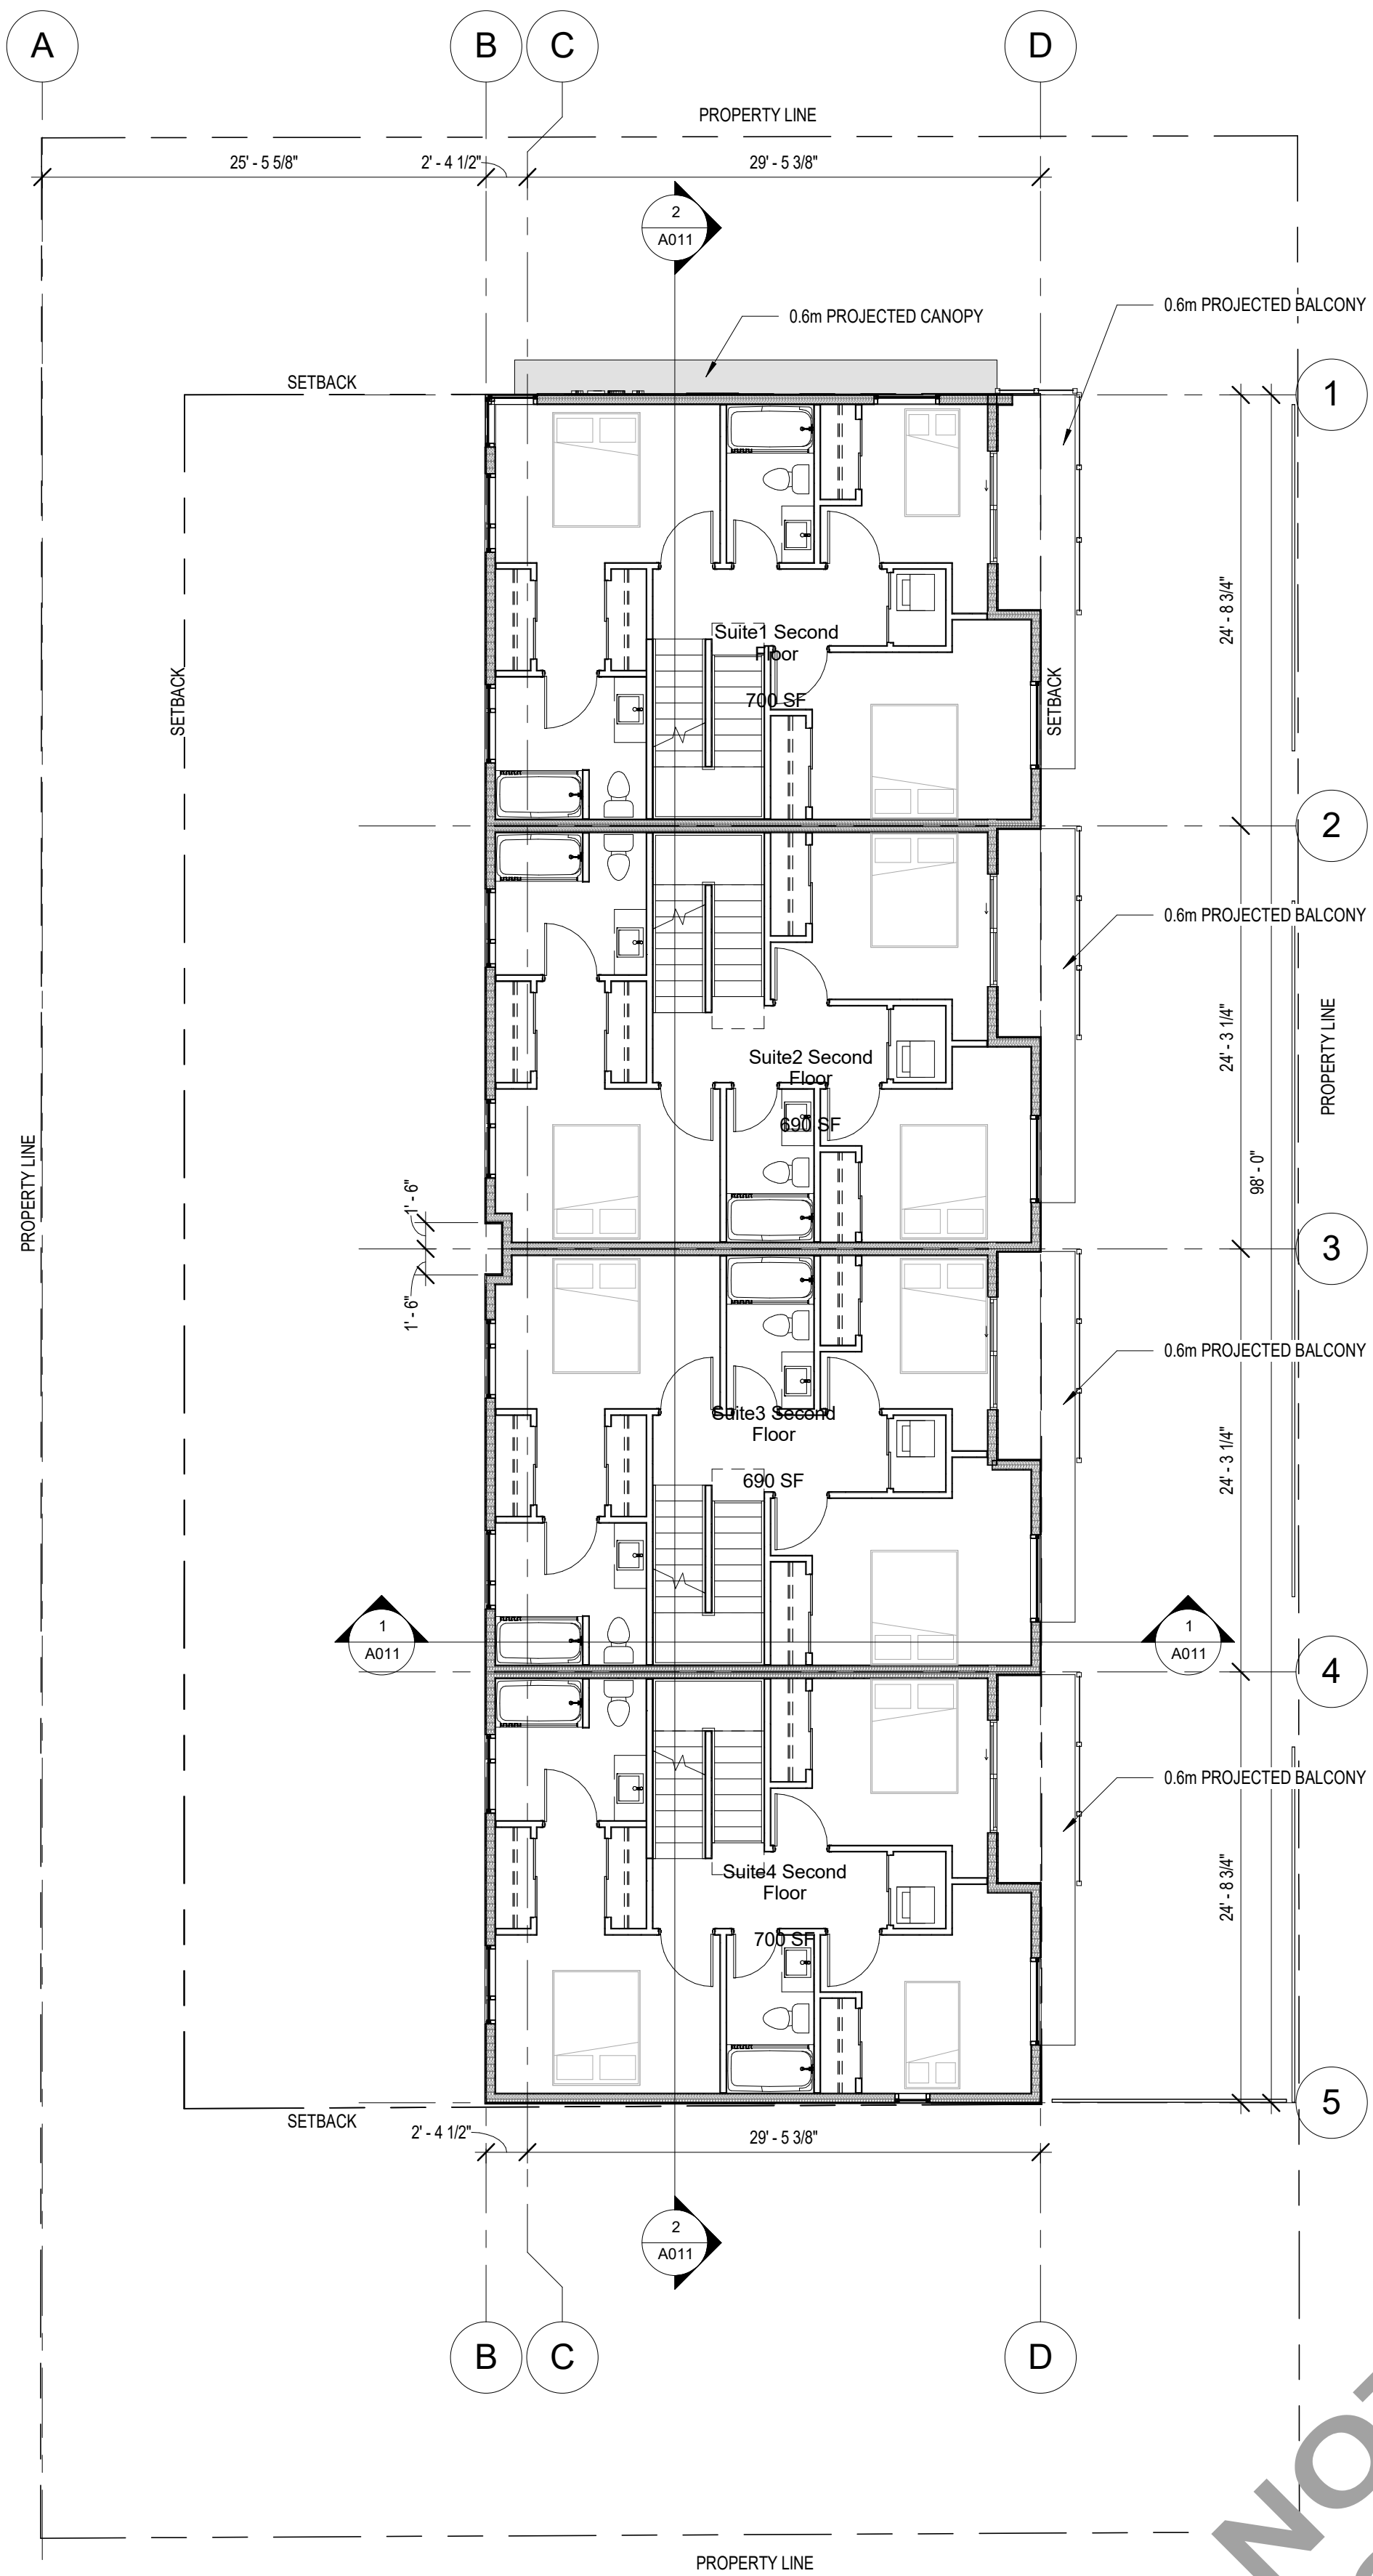 A
B
C
D
PROPERTY LINE
25' - 5 5/8"
2' - 4 1/2"
29' - 5 3/8"
2
A011
0.6m PROJECTED BALCONY
0.6m PROJECTED CANOPY
SETBACK
1
24' - 8 3/4"
Suite1 Second
Floor
700 SF
SETBACK
SETBACK
2
0.6m PROJECTED BALCONY
24' - 3 1/4"
PROPERTY LINE
Suite2 Second
Floor
690 SF
PROPERTY LINE
98' - 0"
1' - 6"
3
1' - 6"
0.6m PROJECTED BALCONY
24' - 3 1/4"
Suite3 Second
Floor
690 SF
1
A011
1
A011
4
0.6m PROJECTED BALCONY
24' - 8 3/4"
Suite4 Second
Floor
700 SF
5
SETBACK
2' - 4 1/2"
29' - 5 3/8"
2
A011
B
C
D
PROPERTY LINE